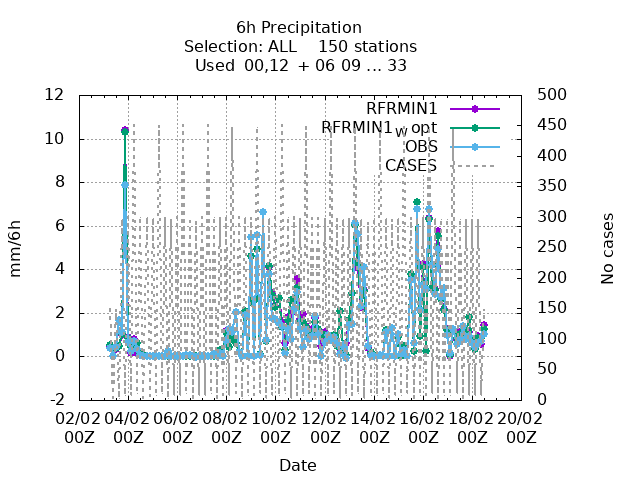 6h Precipitation
Selection: ALL    150 stations
Used  00,12  + 06 09 ... 33
RFRMIN1
RFRMIN1_W opt
OBS
CASES
12
10
8
6
4
2
0
-2
mm/6h
500
450
400
350
300
250
200
150
100
50
0
No cases
02/02 04/02 06/02 08/02 10/02 12/02 14/02 16/02 18/02 20/02
00Z 00Z 00Z 00Z 00Z 00Z 00Z 00Z 00Z 00Z
Date